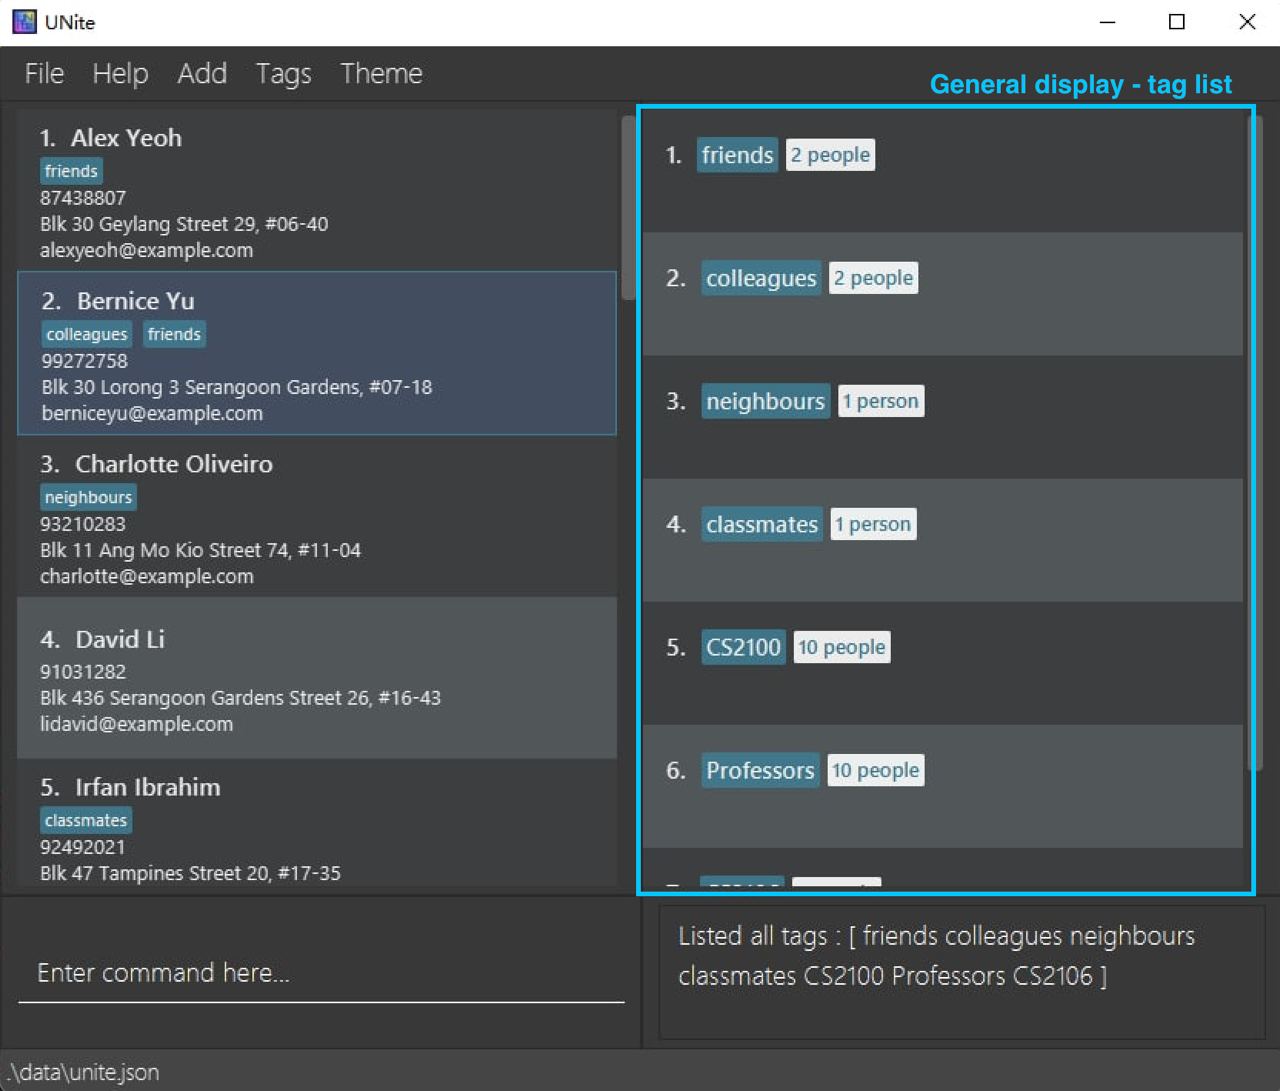 UNite
File Help Add Tags Theme
General display - tag list
1. Alex Yeoh
friends
87438807
Blk 30 Geylang Street 29, #06-40
alexyeoh@example.com
2. Bernice Yu
colleagues friends
99272758
Blk 30 Lorong 3 Serangoon Gardens, #07-18
berniceyu@example.com
3. Charlotte Oliveiro
neighbours
93210283
Blk 11 Ang Mo Kio Street 74, #11-04
charlotte@example.com
4. David Li
91031282
Blk 436 Serangoon Gardens Street 26, #16-43
lidavid@example.com
5. Irfan Ibrahim
classmates
92492021
Blk 47 Tampines Street 20, #17-35
1. friends 2 people
2. colleagues 2 people
3. neighbours 1 person
4. classmates 1 person
5. CS2100 10 people
6. Professors 10 people
Enter command here...
Listed all tags : [ friends colleagues neighbours
classmates CS2100 Professors CS2106 ]
.\data\unite.json